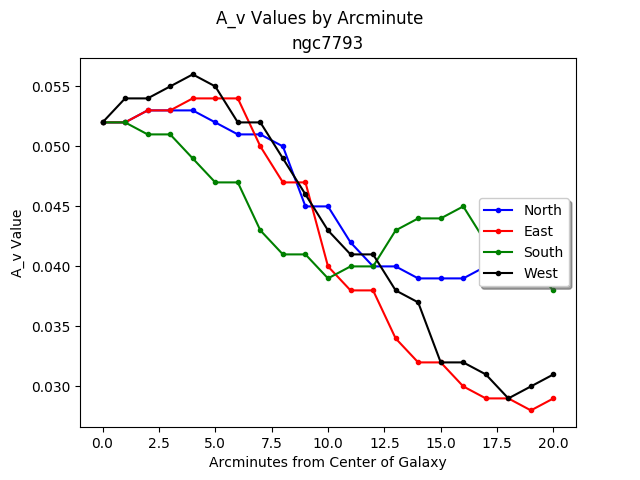 A_v Values by Arcminute
ngc7793
0.055
0.050
0.045
0.040
0.035
0.030
A_v Value
North
East
South
West
0.0 2.5 5.0 7.5 10.0 12.5 15.0 17.5 20.0
Arcminutes from Center of Galaxy